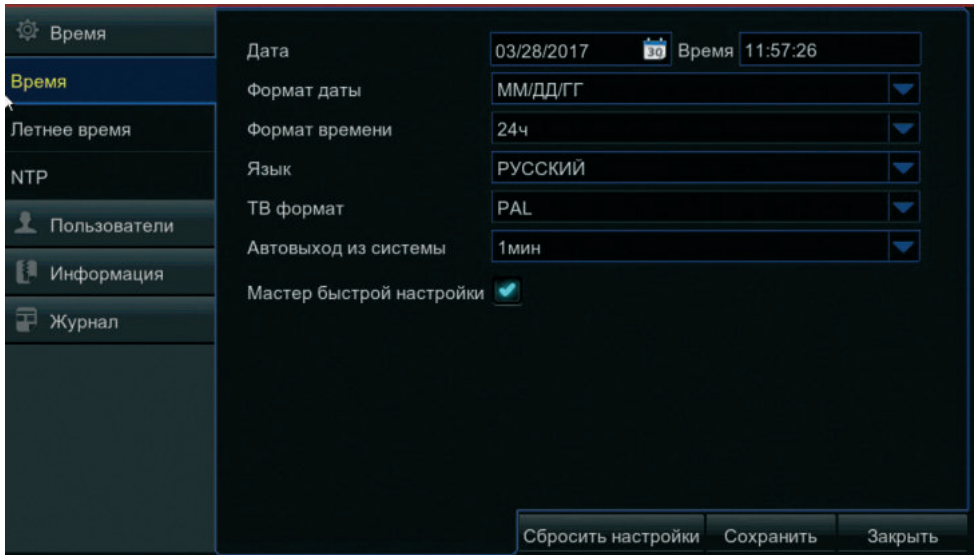 Время
Время
Летнее время
NTP
Пользователи
Информация
Журнал
Дата 03/28/2017 30 Время 11:57:26
Формат даты ММ/ДД/ГГ
Формат времени 24ч
Язык РУССКИЙ
ТВ формат PAL
Автовыход из системы 1мин
Мастер быстрой настройки
Сбросить настройки Сохранить Закрыть